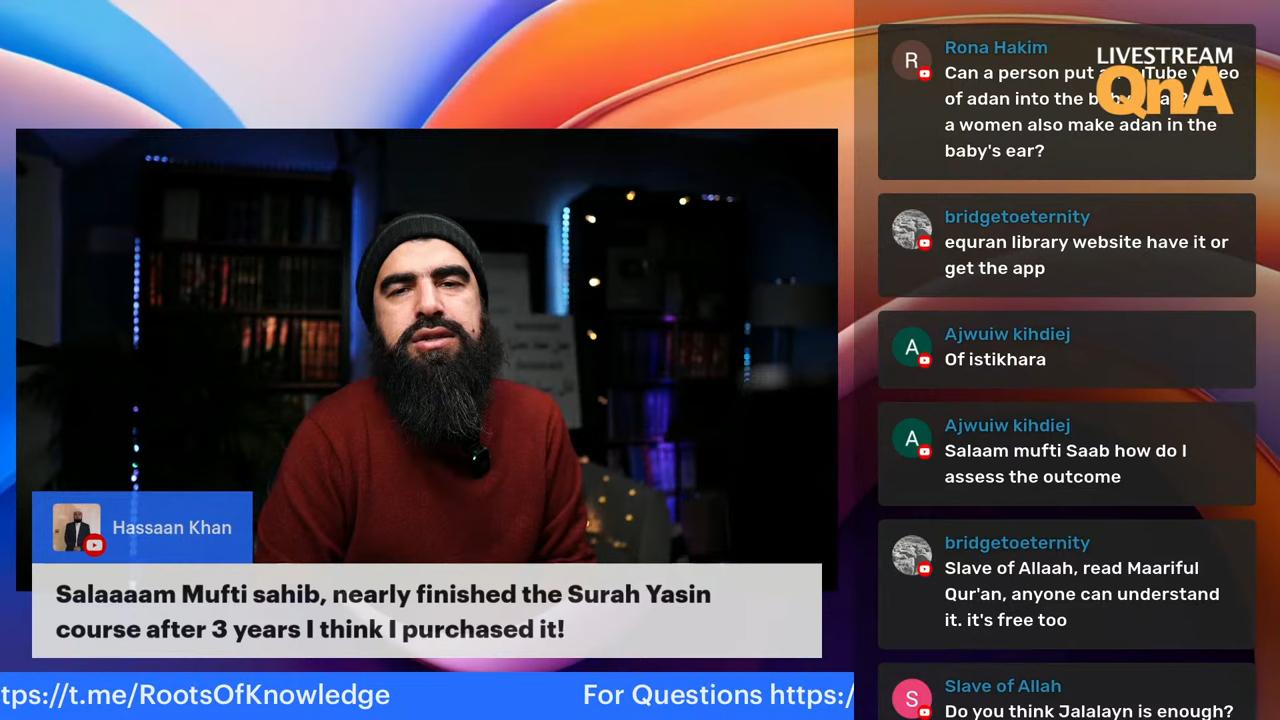 Rona Hakim
Can a person put a YouTube video
of adan into the baby's ear?
a women also make adan in the
baby's ear?
LIVESTREAM
QnA
R
bridgetoeternity
equran library website have it or
get the app
Ajwuiw kihdiej
A
Of istikhara
Ajwuiw kihdiej
A
Salaam mufti Saab how do I
assess the outcome
bridgetoeternity
Slave of Allaah, read Maariful
Qur'an, anyone can understand
it. it's free too
Slave of Allah
S
Do you think Jalalayn is enough?
Hassaan Khan
Salaaaam Mufti sahib, nearly finished the Surah Yasin
course after 3 years I think I purchased it!
tps://t.me/RootsOfKnowledge
For Questions https:/